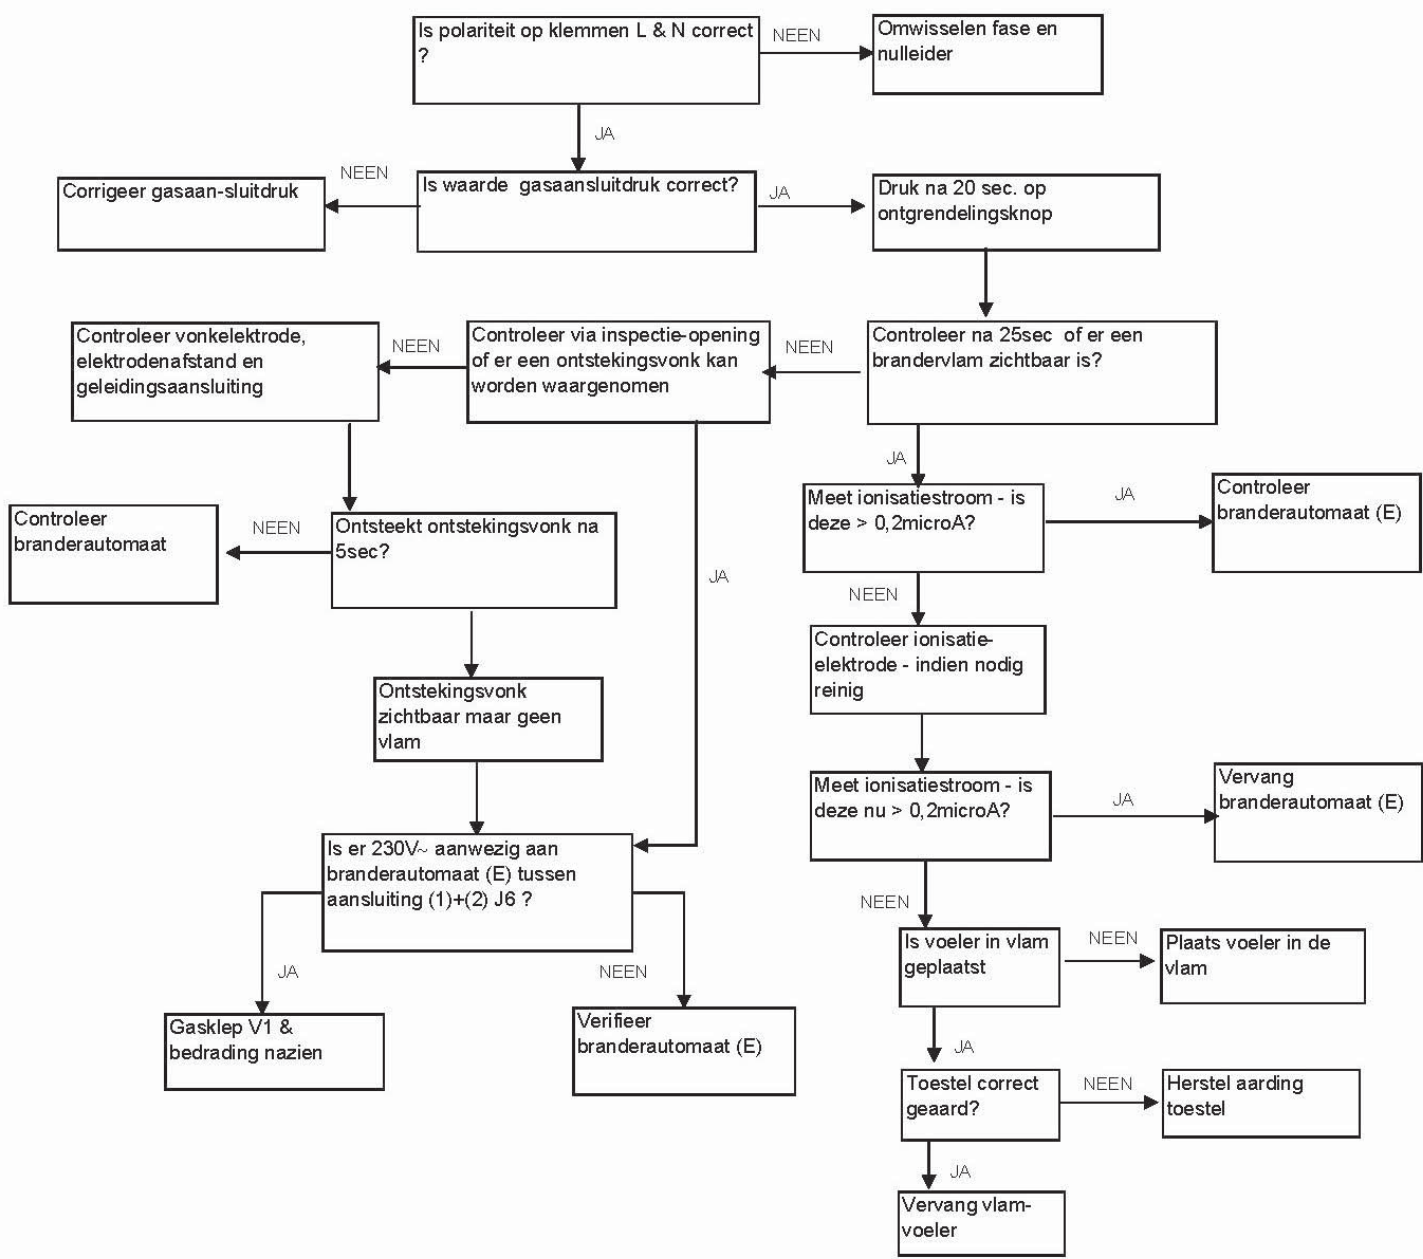 Is polariteit op klemmen L & N correct
?
NEEN
Omwisselen fase en
nulleider
JA
NEEN
Corrigeer gasaan-sluitdruk
Is waarde gasaansluitdruk correct?
JA
Druk na 20 sec. op
ontgrendelingsknop
Controleer vonkelektrode,
elektrodenafstand en
geleidingsaansluiting
NEEN
Controleer via inspectie-opening
of er een ontstekingsvonk kan
worden waargenomen
NEEN
Controleer na 25sec of er een
brandervlam zichtbaar is?
JA
Meet ionisatiestroom - is
deze > 0,2microA?
JA
Controleer
branderautomaat (E)
Controleer
branderautomaat
NEEN
Ontsteekt ontstekingsvonk na
5sec?
JA
NEEN
Controleer ionisatie-
elektrode - indien nodig
reinig
Ontstekingsvonk
zichtbaar maar geen
vlam
Meet ionisatiestroom - is
deze nu > 0,2microA?
JA
Vervang
branderautomaat (E)
Is er 230V~ aanwezig aan
branderautomaat (E) tussen
aansluiting (1)+(2) J6 ?
NEEN
Is voeler in vlam
geplaatst
NEEN
Plaats voeler in de
vlam
JA
NEEN
Gasklep V1 &
bedrading nazien
Verifieer
branderautomaat (E)
JA
Toestel correct
geaard?
NEEN
Herstel aarding
toestel
JA
Vervang vlam-
voeler